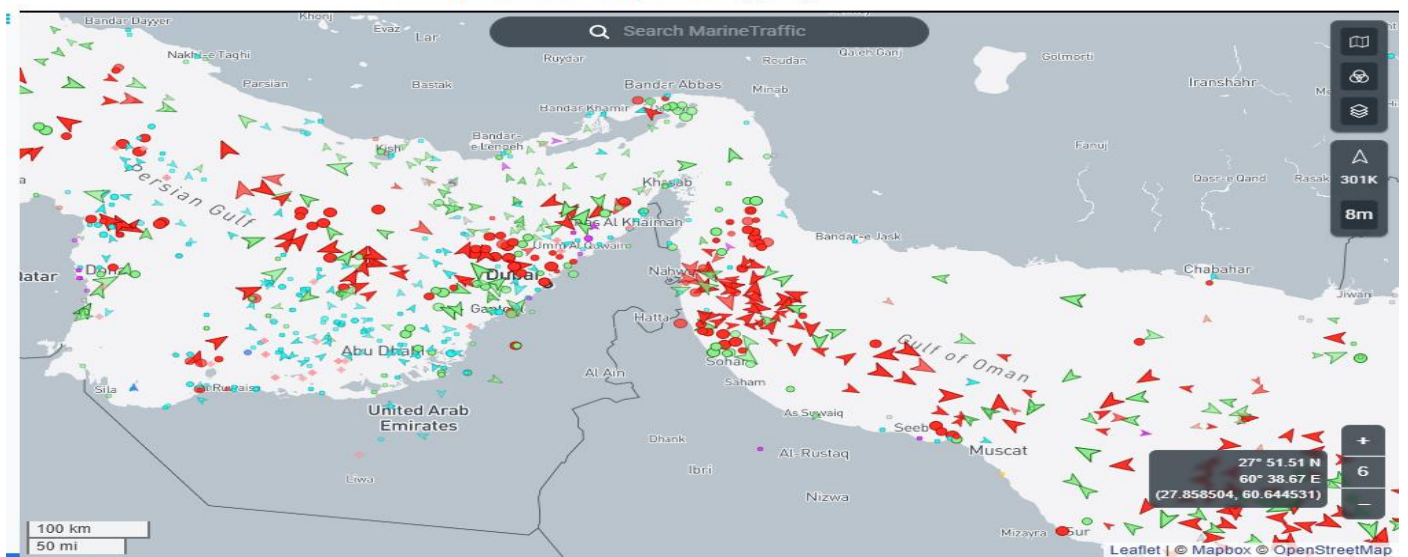 Bandar Dayyer
Khonj
Evaz
Lar
Search MarineTraffic
Qaleh Ganj
Nakhl-e Taghi
Ruydar
Roudan
Golmorti
Parsian
Bastak
Bandar Abbas
Minab
Iranshahr
Bandar Khamir
Bandar-
e Lengeh
Kish
Fanuj
Persian Gulf
Khasab
Qasr-e Qand
Rasak
301K
8m
Ras Al Khaimah
Umm Al Quwain
Bandar-e Jask
Qatar
Doha
Dubai
Chabahar
Jiwani
Hatta
Gulf of Oman
Abu Dhabi
Sohar
Al Ain
Saham
Sila
Al Ruwais
United Arab
Emirates
As Suwaiq
Seeb
Dhank
Al-Rustaq
Muscat
Ibri
Liwa
Nizwa
+
6
−
27° 51.51 N
60° 38.67 E
(27.858504, 60.644531)
100 km
50 mi
Mizayra
Sur
Leaflet | © Mapbox © OpenStreetMap